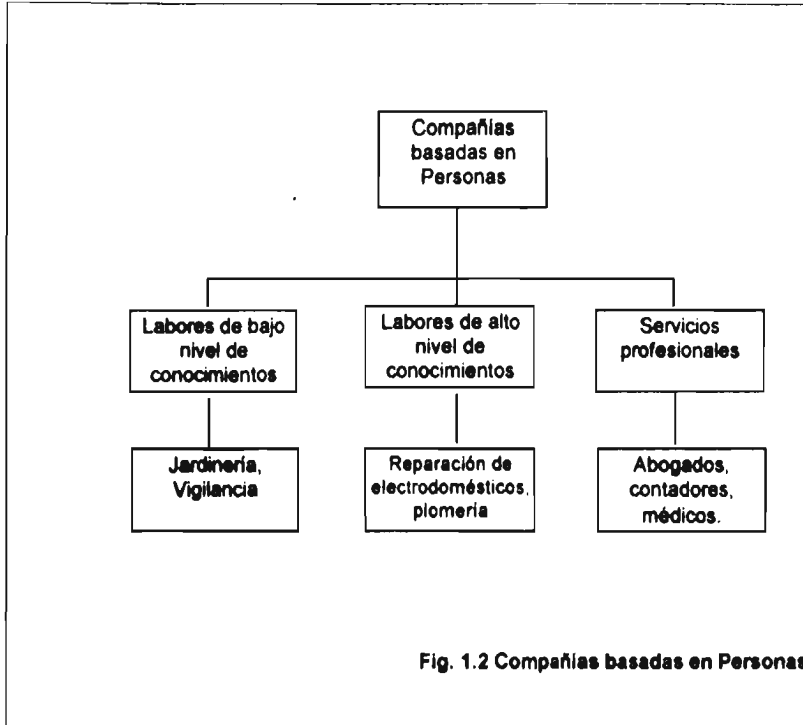 Compañías
basadas en
Personas
Labores de bajo
nivel de
conocimientos
Labores de alto
nivel de
conocimientos
Servicios
profesionales
Jardinería,
Vigilancia
Reparación de
electrodomésticos,
plomería
Abogados,
contadores,
médicos.
Fig. 1.2 Compañías basadas en Personas